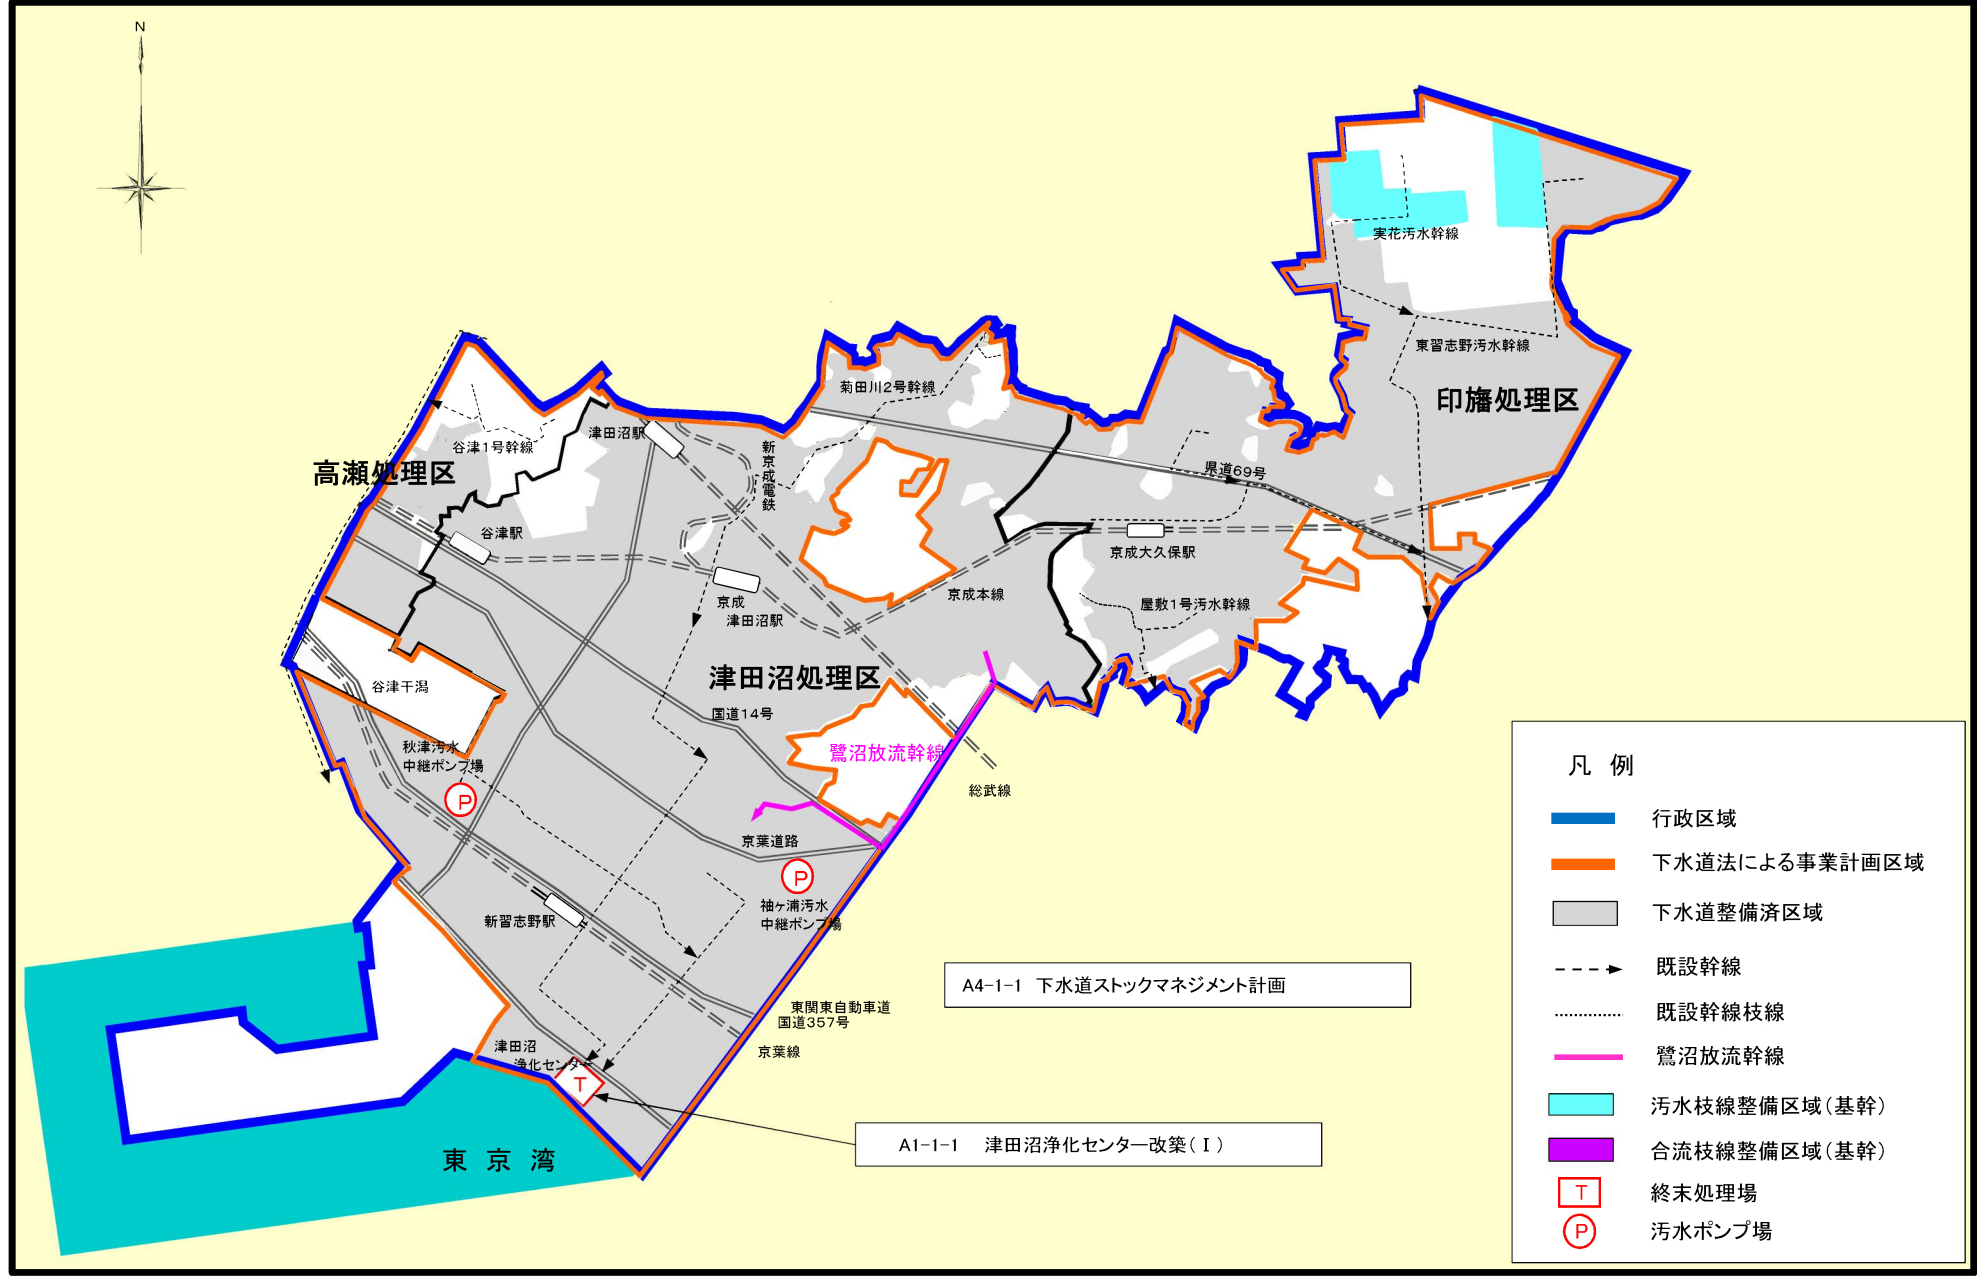 N
実花汚水幹線
東習志野汚水幹線
印旛処理区
菊田川2号幹線
谷津1号幹線
津田沼駅
新京成電鉄
高瀬処理区
県道69号
谷津駅
京成大久保駅
京成
津田沼駅
京成本線
屋敷1号汚水幹線
津田沼処理区
谷津干潟
国道14号
鷺沼放流幹線
秋津汚水
中継ポンプ場
P
総武線
京葉道路
P
袖ヶ浦汚水
中継ポンプ場
新習志野駅
東関東自動車道
国道357号
京葉線
津田沼
浄化センター
T
東京湾
A4-1-1 下水道ストックマネジメント計画
A1-1-1 津田沼浄化センター改築(Ⅰ)
凡例
行政区域
下水道法による事業計画区域
下水道整備済区域
既設幹線
既設幹線枝線
鷺沼放流幹線
汚水枝線整備区域(基幹)
合流枝線整備区域(基幹)
T 終末処理場
P 汚水ポンプ場